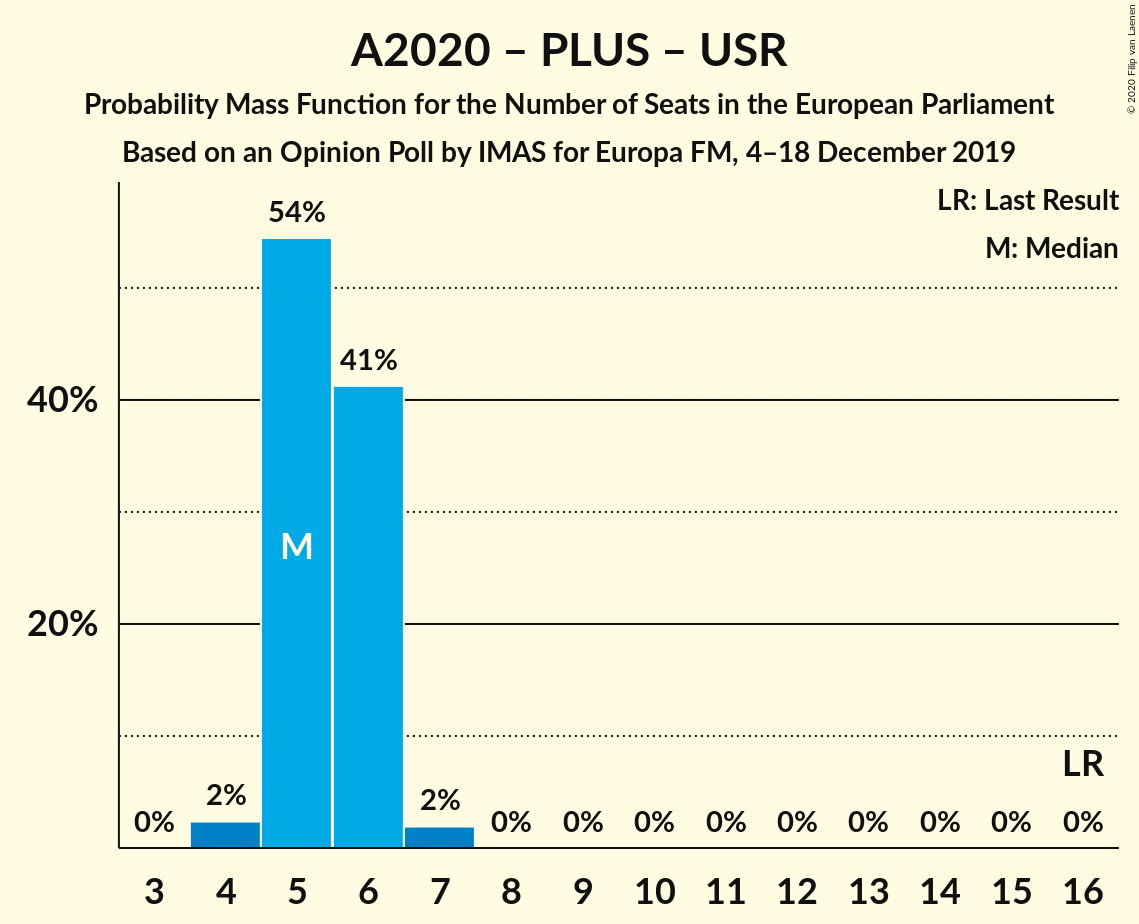 A2020 – PLUS – USR
Probability Mass Function for the Number of Seats in the European Parliament
Based on an Opinion Poll by IMAS for Europa FM, 4–18 December 2019
© 2020 Filip van Laenen
LR: Last Result
M: Median
54%
41%
40%
M
20%
LR
0% 2% 2% 0% 0% 0% 0% 0% 0% 0% 0% 0%
3 4 5 6 7 8 9 10 11 12 13 14 15 16